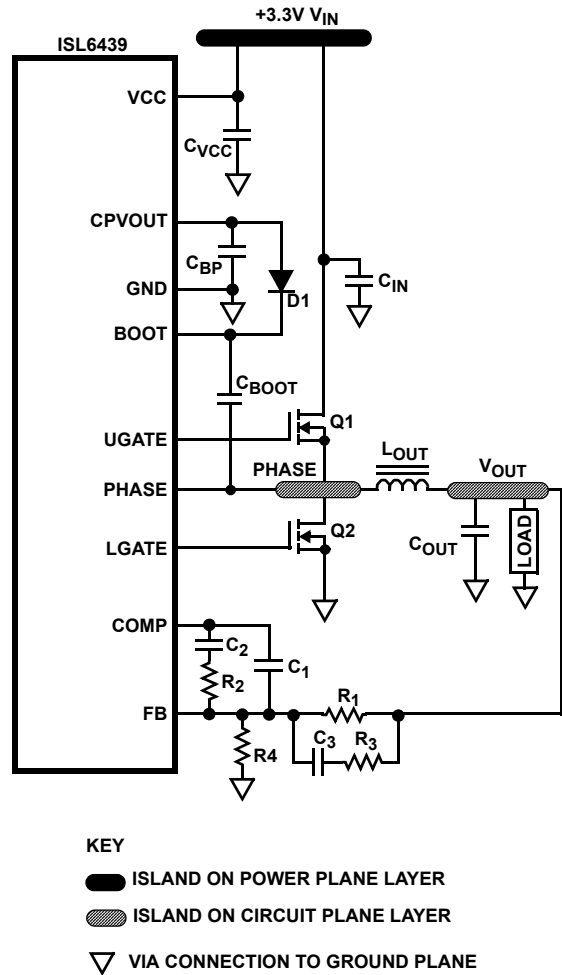 +3.3V VIN
ISL6439
VCC
CVCC
CPVOUT
CBP
GND
D1
CIN
BOOT
CBOOT
Q1
UGATE
LOUT
PHASE
VOUT
PHASE
Q2
COUT
LOAD
LGATE
COMP
C2
C1
R2
R1
FB
C3
R3
R4
KEY
ISLAND ON POWER PLANE LAYER
ISLAND ON CIRCUIT PLANE LAYER
VIA CONNECTION TO GROUND PLANE